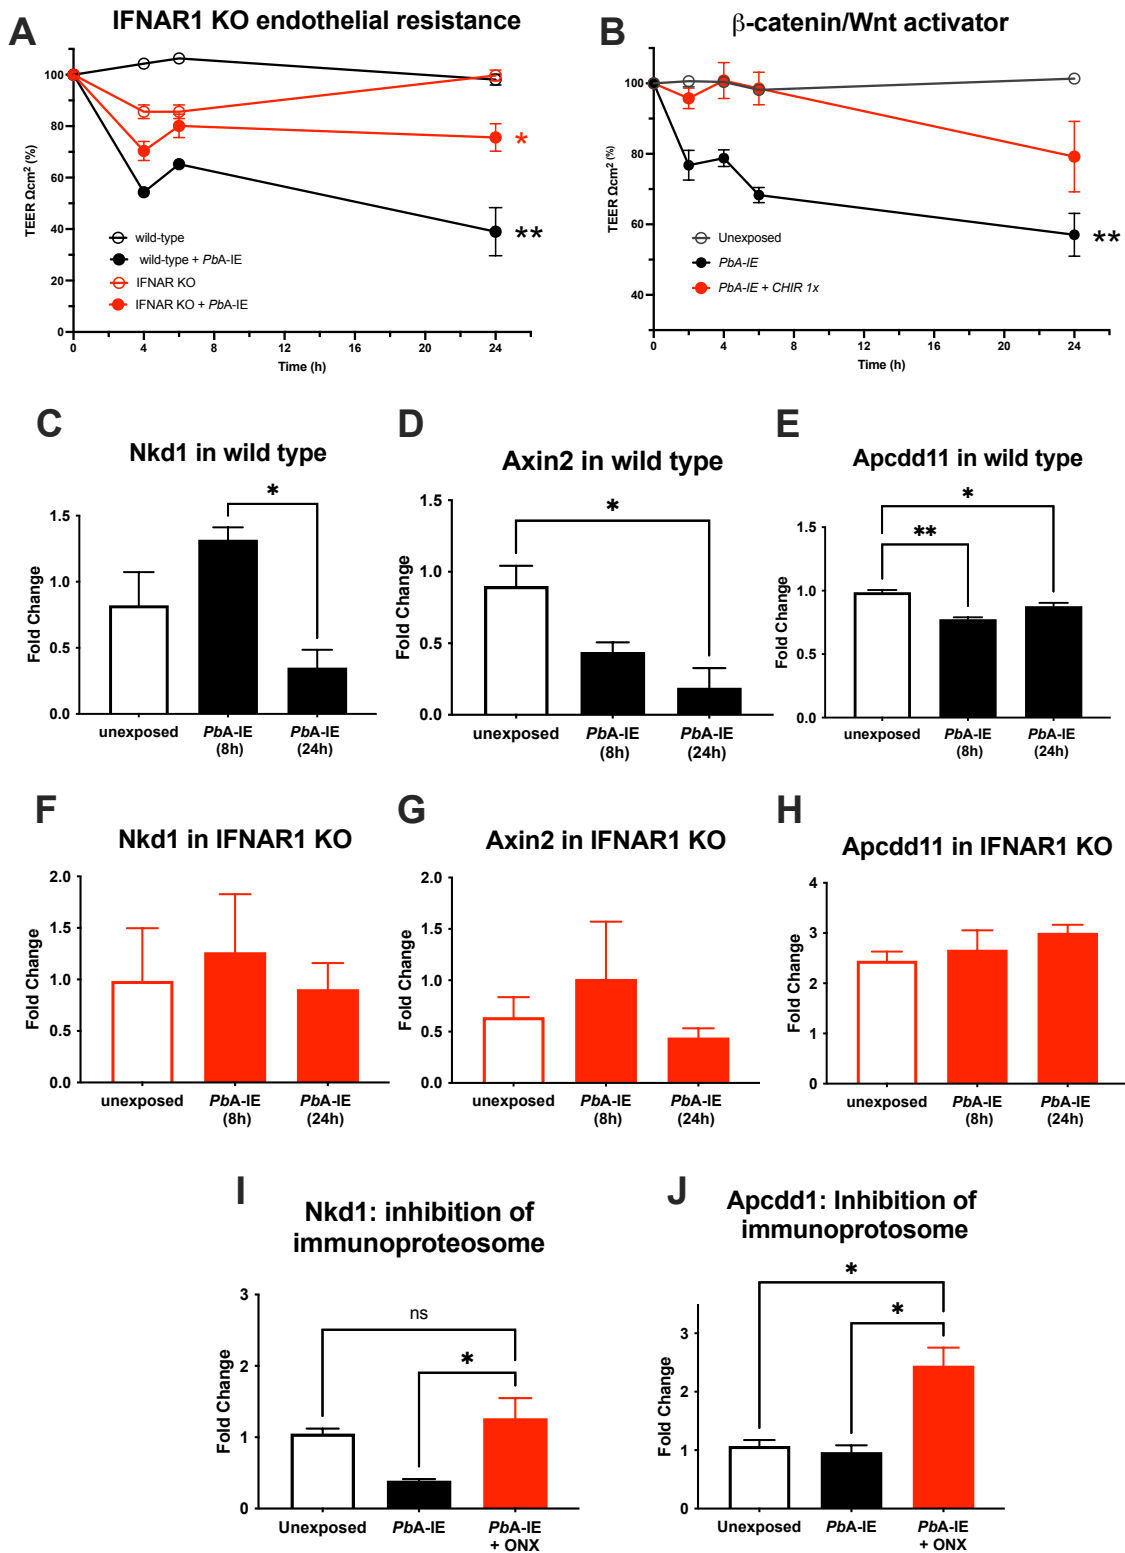 A
IFNAR1 KO endothelial resistance
TEER Ωcm2 (%)
100
80
60
40
20
0
0 4 8 12 16 20 24
Time (h)
wild-type
wild-type + PbA-IE
IFNAR KO
IFNAR KO + PbA-IE
*
**
B
β-catenin/Wnt activator
TEER Ωcm2 (%)
100
80
60
40
0 4 8 12 16 20 24
Time (h)
Unexposed
PbA-IE
PbA-IE + CHIR 1x
**
C
Nkd1 in wild type
*
Fold Change
1.5
1.0
0.5
0.0
unexposed PbA-IE PbA-IE
(8h) (24h)
D
Axin2 in wild type
*
Fold Change
1.5
1.0
0.5
0.0
unexposed PbA-IE PbA-IE
(8h) (24h)
E
Apcdd11 in wild type
*
**
Fold Change
1.5
1.0
0.5
0.0
unexposed PbA-IE PbA-IE
(8h) (24h)
F
Nkd1 in IFNAR1 KO
Fold Change
2.0
1.5
1.0
0.5
0.0
unexposed PbA-IE PbA-IE
(8h) (24h)
G
Axin2 in IFNAR1 KO
Fold Change
2.0
1.5
1.0
0.5
0.0
unexposed PbA-IE PbA-IE
(8h) (24h)
H
Apcdd11 in IFNAR1 KO
Fold Change
4
3
2
1
0
unexposed PbA-IE PbA-IE
(8h) (24h)
I
Nkd1: inhibition of
immunoproteosome
ns
*
Fold Change
3
2
1
0
Unexposed PbA-IE PbA-IE
+ ONX
J
Apcdd1: Inhibition of
immunoprotosome
*
*
Fold Change
3
2
1
0
Unexposed PbA-IE PbA-IE
+ ONX